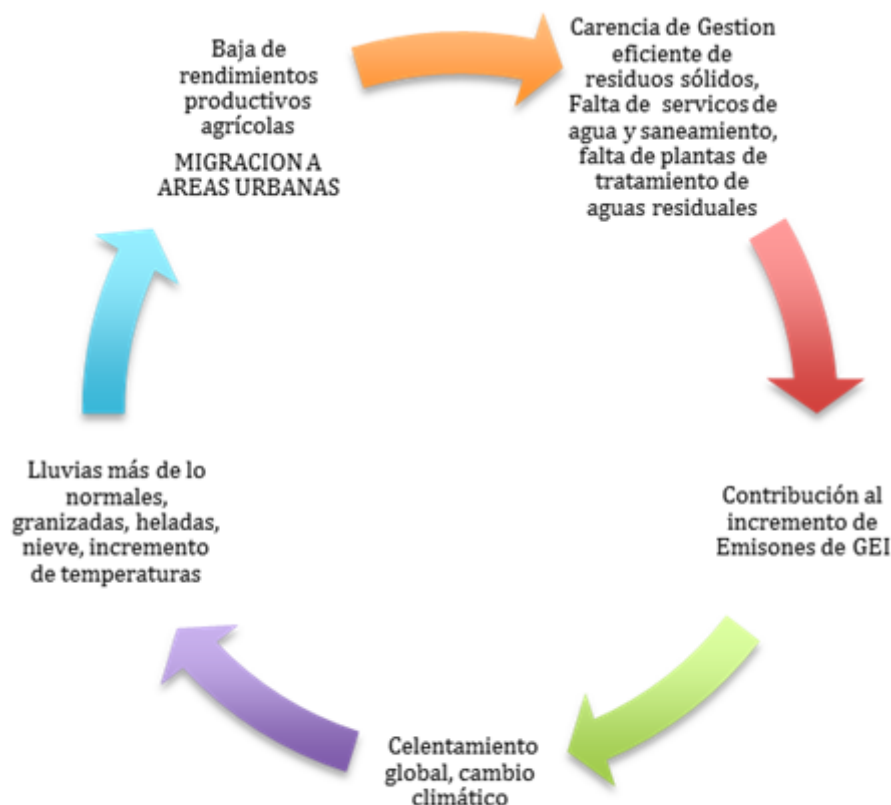 Baja de
rendimientos
productivos
agrícolas
MIGRACION A
AREAS URBANAS
Carencia de Gestion
eficiente de
residuos sólidos,
Falta de servicos de
agua y saneamiento,
falta de plantas de
tratamiento de
aguas residuales
Contribución al
incremento de
Emisones de GEI
Celentamiento
global, cambio
climático
Lluvias más de lo
normales,
granizadas, heladas,
nieve, incremento
de temperaturas